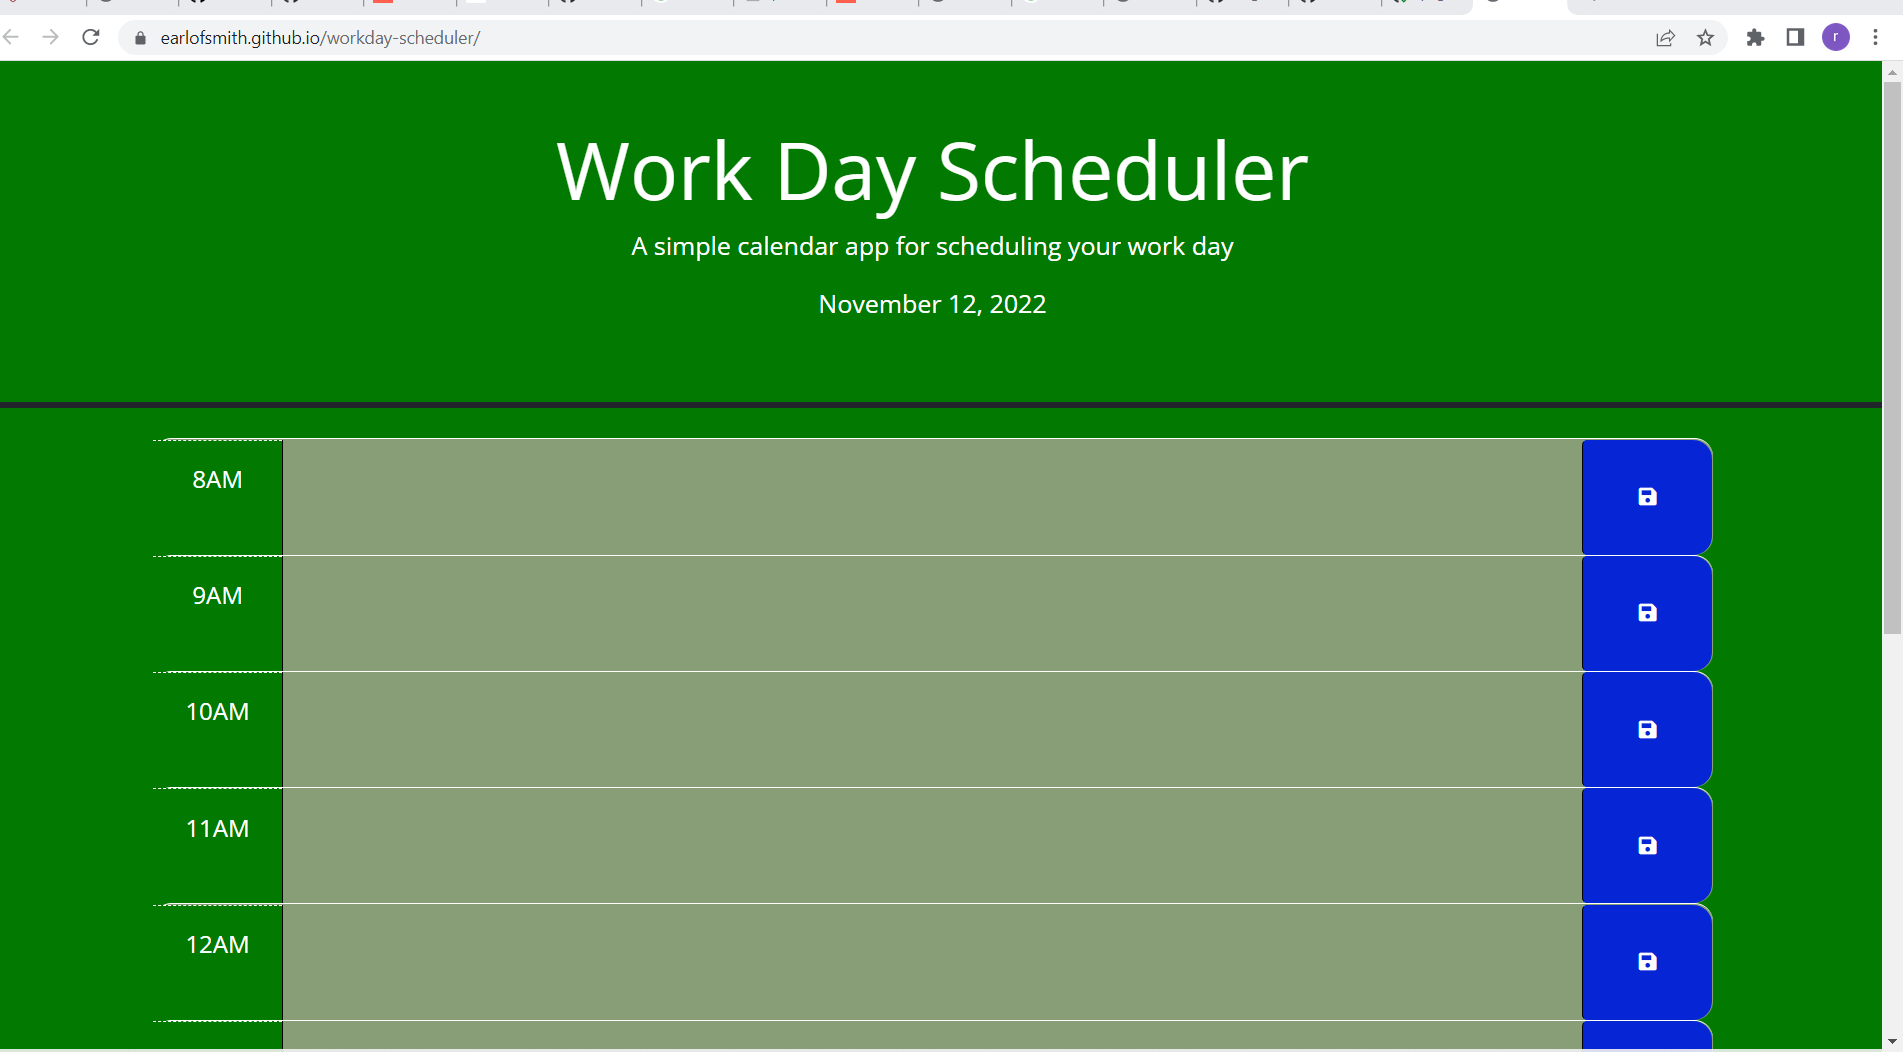 earlofsmith.github.io/workday-scheduler/
r
Work Day Scheduler
A simple calendar app for scheduling your work day
November 12, 2022
8AM
9AM
10AM
11AM
12AM